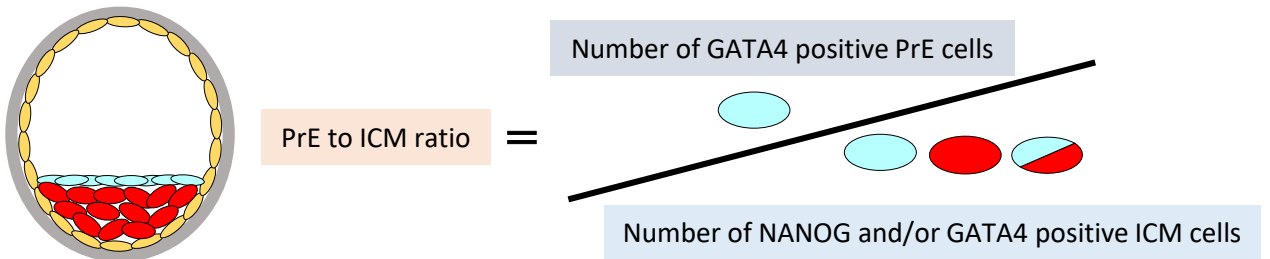 Number of GATA4 positive PrE cells
PrE to ICM ratio =
Number of NANOG and/or GATA4 positive ICM cells